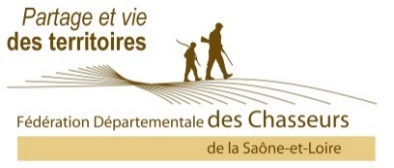 Partage et vie
des territoires
Fédération Départementale des Chasseurs
de la Saône-et-Loire